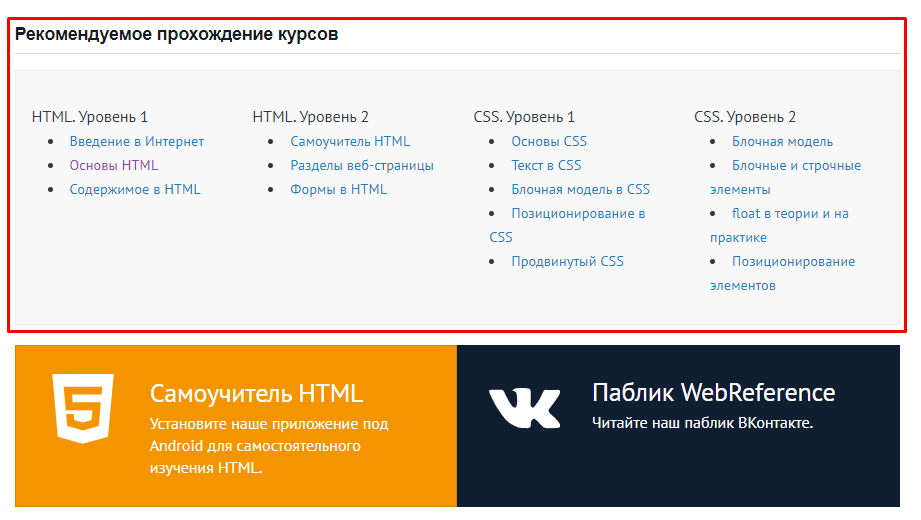 Рекомендуемое прохождение курсов
HTML. Уровень 1
Введение в Интернет
Основы HTML
Содержимое в HTML
HTML. Уровень 2
Самоучитель HTML
Разделы веб-страницы
Формы в HTML
CSS. Уровень 1
Основы CSS
Текст в CSS
Блочная модель в CSS
Позиционирование в
CSS
Продвинутый CSS
CSS. Уровень 2
Блочная модель
Блочные и строчные
элементы
float в теории и на
практике
Позиционирование
элементов
Самоучитель HTML
Установите наше приложение под
Android для самостоятельного
изучения HTML.
Паблик WebReference
Читайте наш паблик ВКонтакте.